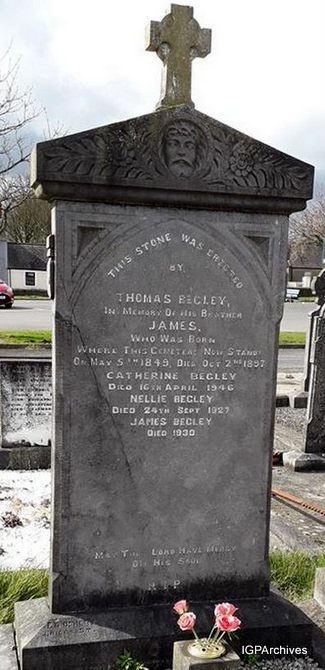 THIS STONE WAS ERECTED
BY
THOMAS BEGLEY,
IN MEMORY OF HIS BROTHER
JAMES,
WHO WAS BORN
WHERE THIS CEMETERY NOW STANDS
ON MAY 5TH 1849, DIED OCT 2ND 1897
CATHERINE BEGLEY
DIED 16TH APRIL 1946
NELLIE BEGLEY
DIED 24TH SEPT 1927
JAMES BEGLEY
DIED 1930
MAY THE LORD HAVE MERCY
ON HIS SOUL
R.I.P.
IGPArchives